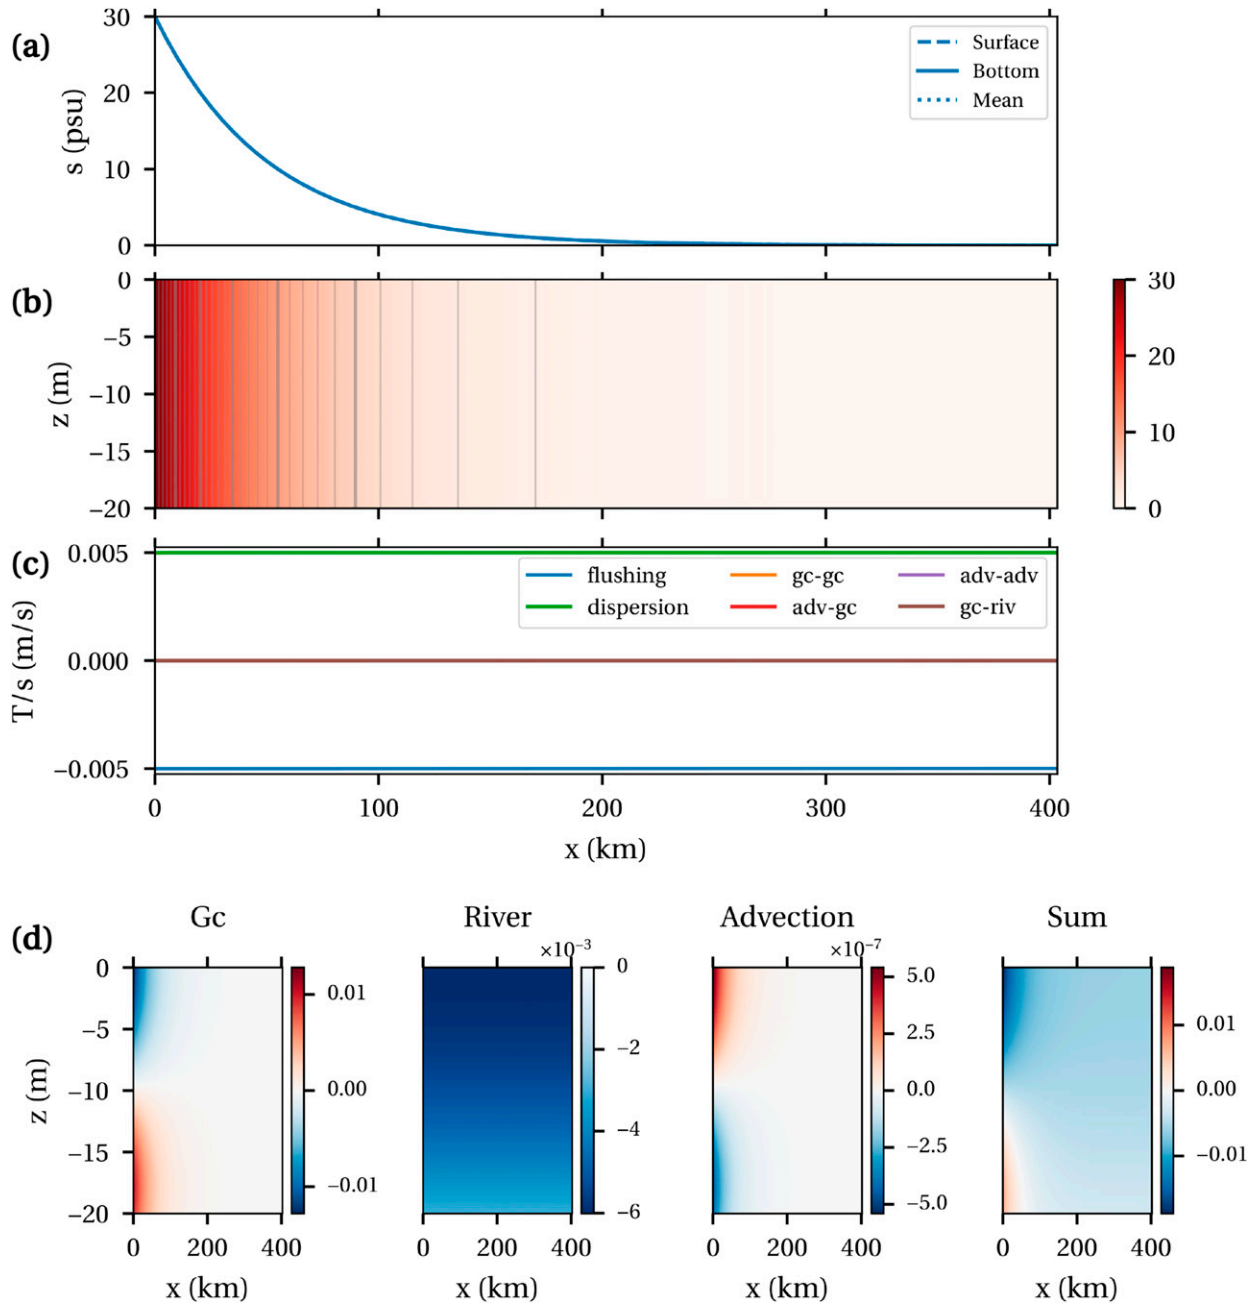 (a)
30
20
10
0
s (psu)
Surface
Bottom
Mean
(b)
0
−5
−10
−15
−20
z (m)
30
20
10
0
(c)
0.005
0.000
−0.005
T/s (m/s)
flushing gc-gc adv-adv
dispersion adv-gc gc-riv
0 100 200 300 400
x (km)
(d)
Gc River Advection Sum
×10⁻³ ×10⁻⁷
0
−5
−10
−15
−20
z (m)
0.01
0.00
−0.01
0
−2
−4
−6
5.0
2.5
0.0
−2.5
−5.0
0.01
0.00
−0.01
0 200 400 0 200 400 0 200 400 0 200 400
x (km) x (km) x (km) x (km)